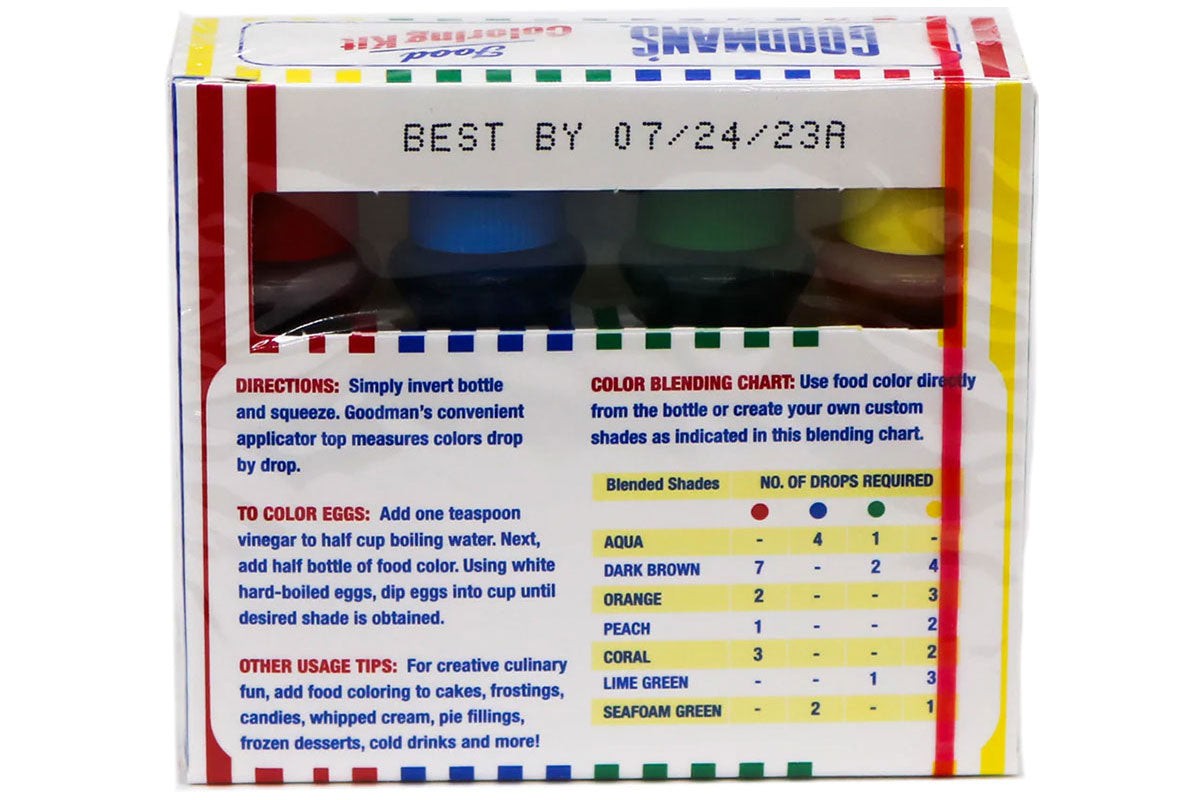 GOODMAN'S
Food
Coloring Kit
BEST BY 07/24/23A
DIRECTIONS: Simply invert bottle
and squeeze. Goodman's convenient
applicator top measures colors drop
by drop.
TO COLOR EGGS: Add one teaspoon
vinegar to half cup boiling water. Next,
add half bottle of food color. Using white
hard-boiled eggs, dip eggs into cup until
desired shade is obtained.
OTHER USAGE TIPS: For creative culinary
fun, add food coloring to cakes, frostings,
candies, whipped cream, pie fillings,
frozen desserts, cold drinks and more!
COLOR BLENDING CHART: Use food color directly
from the bottle or create your own custom
shades as indicated in this blending chart.
Blended Shades NO. OF DROPS REQUIRED
AQUA - 4 1 -
DARK BROWN 7 - 2 4
ORANGE 2 - - 3
PEACH 1 - - 2
CORAL 3 - - 2
LIME GREEN - - 1 3
SEAFOAM GREEN - 2 - 1